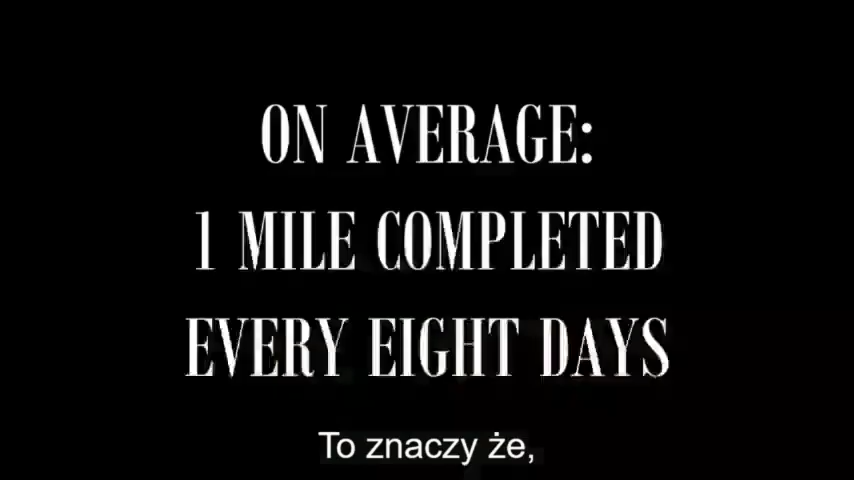 ON AVERAGE:
1 MILE COMPLETED
EVERY EIGHT DAYS
To znaczy że,